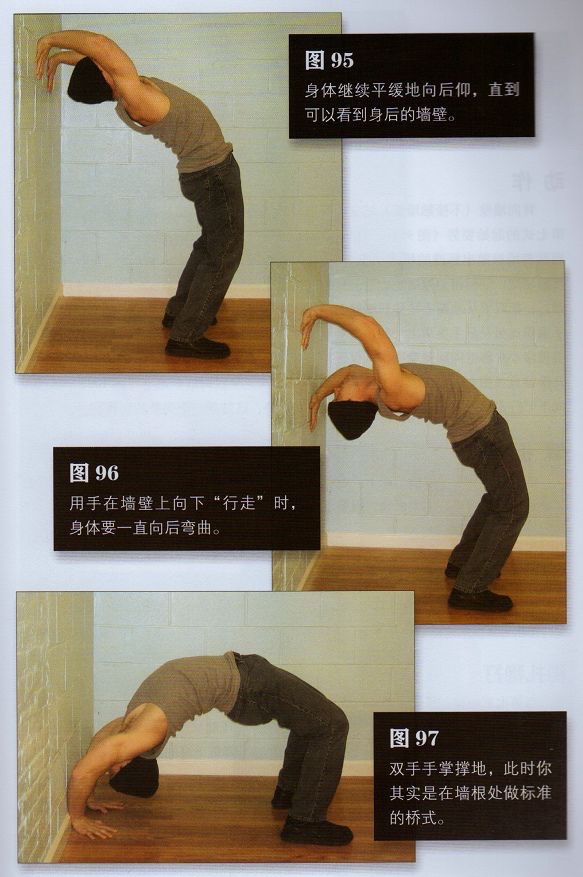 图 95
身体继续平缓地向后仰，直到
可以看到身后的墙壁。
图 96
用手在墙壁上向下“行走”时，
身体要一直向后弯曲。
图 97
双手手掌撑地，此时你
其实是在墙根处做标准
的桥式。